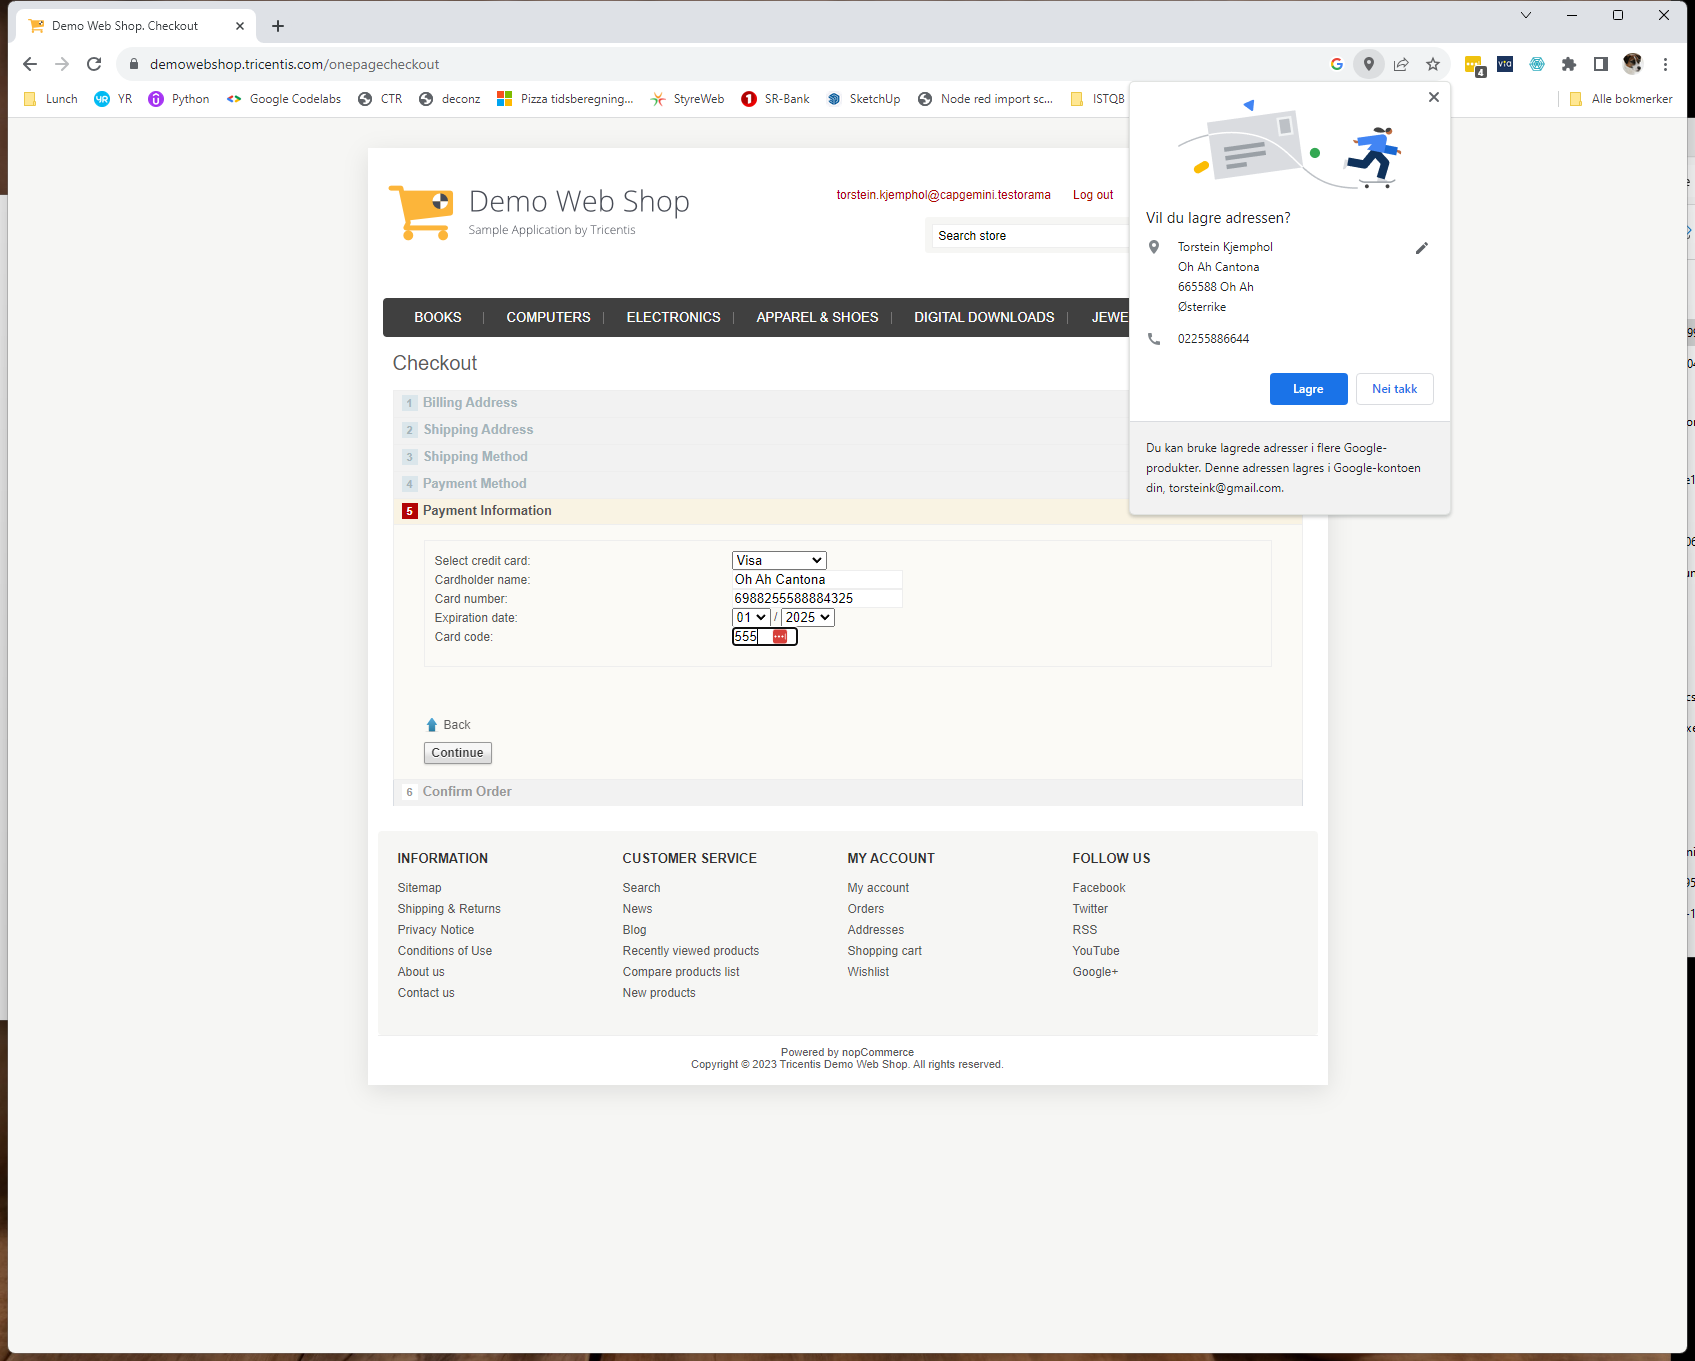 Demo Web Shop. Checkout
demowebshop.tricentis.com/onepagecheckout
4
vta
Lunch YR YR Python Google Codelabs CTR deconz Pizza tidsberegning... StyreWeb 1 SR-Bank SketchUp Node red import sc... ISTQB Alle bokmerker
Demo Web Shop
Sample Application by Tricentis
torstein.kjemphol@capgemini.testorama Log out
Search store
BOOKS COMPUTERS ELECTRONICS APPAREL & SHOES DIGITAL DOWNLOADS JEWE
Vil du lagre adressen?
Torstein Kjemphol
Oh Ah Cantona
665588 Oh Ah
Østerrike
02255886644
Lagre Nei takk
Du kan bruke lagrede adresser i flere Google-
produkter. Denne adressen lagres i Google-kontoen
din, torsteink@gmail.com.
Checkout
1 Billing Address
2 Shipping Address
3 Shipping Method
4 Payment Method
5 Payment Information
Select credit card: Visa
Cardholder name: Oh Ah Cantona
Card number: 6988255588884325
Expiration date: 01 / 2025
Card code: 555
Back
Continue
6 Confirm Order
INFORMATION
Sitemap
Shipping & Returns
Privacy Notice
Conditions of Use
About us
Contact us
CUSTOMER SERVICE
Search
News
Blog
Recently viewed products
Compare products list
New products
MY ACCOUNT
My account
Orders
Addresses
Shopping cart
Wishlist
FOLLOW US
Facebook
Twitter
RSS
YouTube
Google+
Powered by nopCommerce
Copyright © 2023 Tricentis Demo Web Shop. All rights reserved.